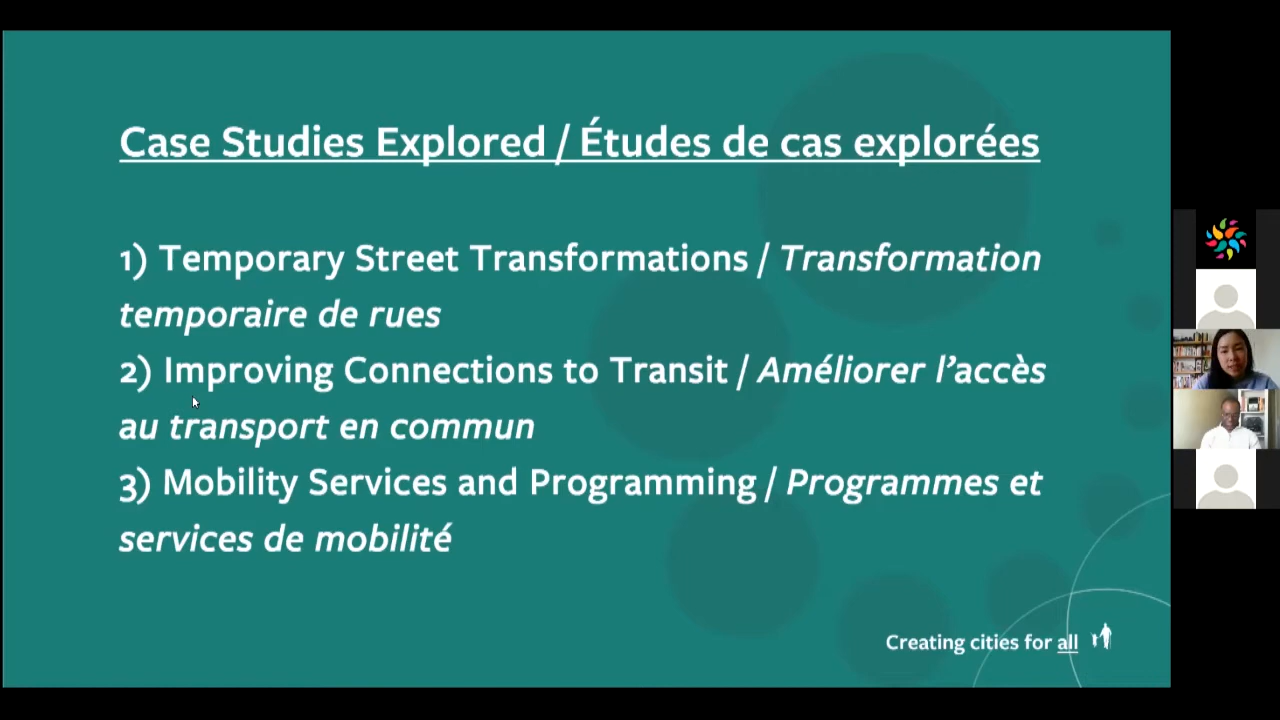 Case Studies Explored / Études de cas explorées
1) Temporary Street Transformations / Transformation
temporaire de rues
2) Improving Connections to Transit / Améliorer l’accès
au transport en commun
3) Mobility Services and Programming / Programmes et
services de mobilité
Creating cities for all